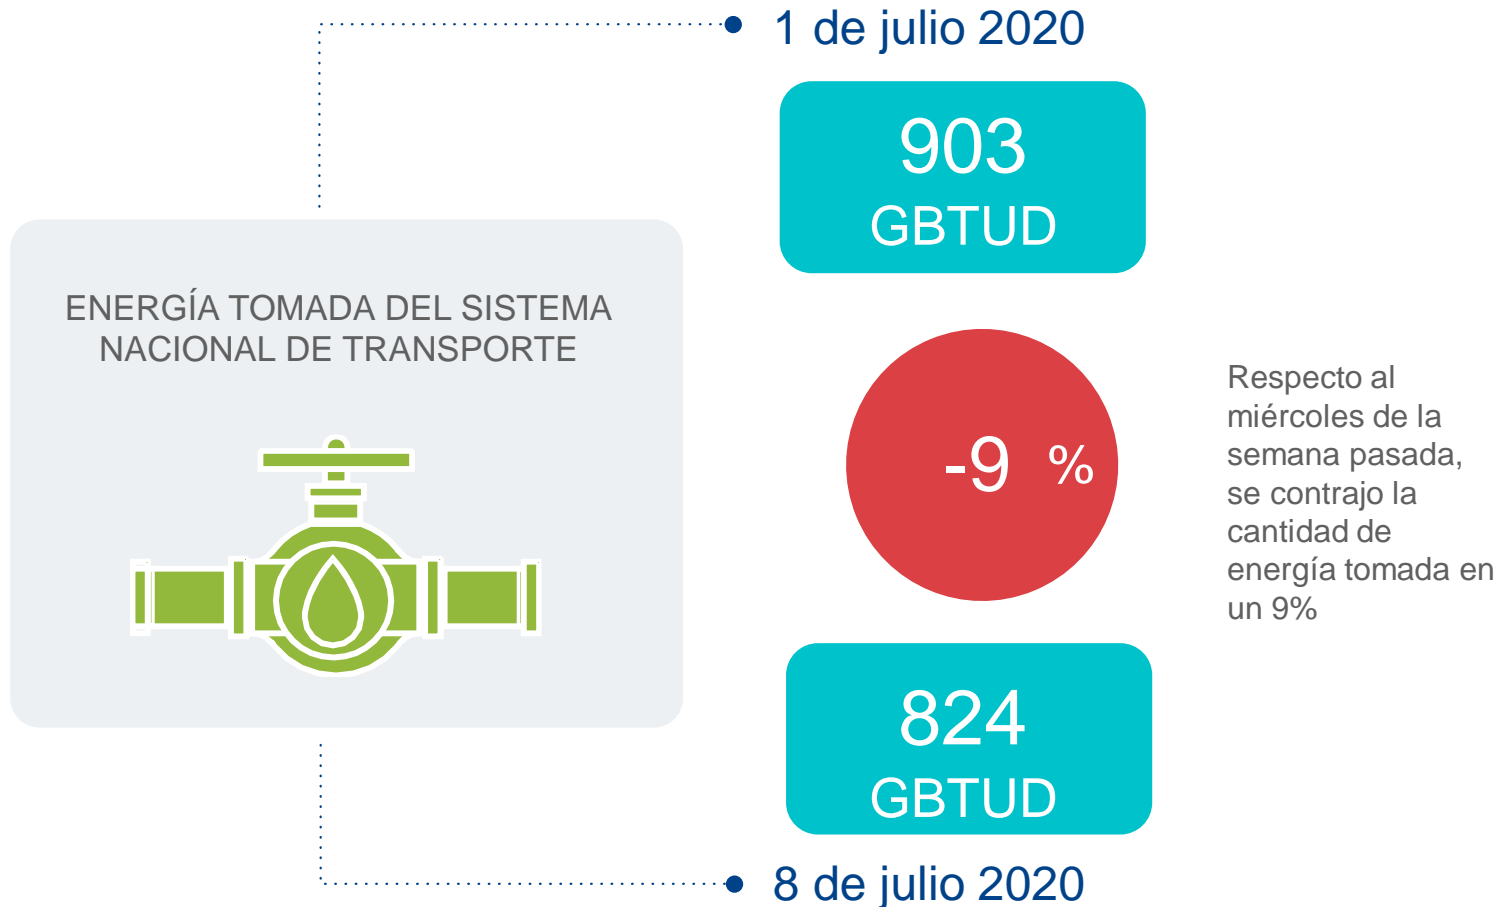 1 de julio 2020
903
GBTUD
ENERGÍA TOMADA DEL SISTEMA
NACIONAL DE TRANSPORTE
-9 %
Respecto al
miércoles de la
semana pasada,
se contrajo la
cantidad de
energía tomada en
un 9%
824
GBTUD
8 de julio 2020